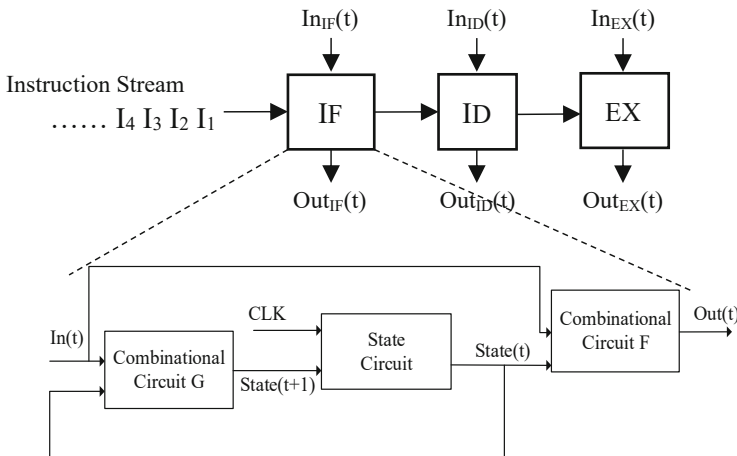 In_IF(t) In_ID(t) In_EX(t)
Instruction Stream
...... I4 I3 I2 I1
IF ID EX
Out_IF(t) Out_ID(t) Out_EX(t)
CLK
In(t)
Combinational
Circuit G
State(t+1)
State
Circuit
State(t)
Combinational
Circuit F
Out(t)